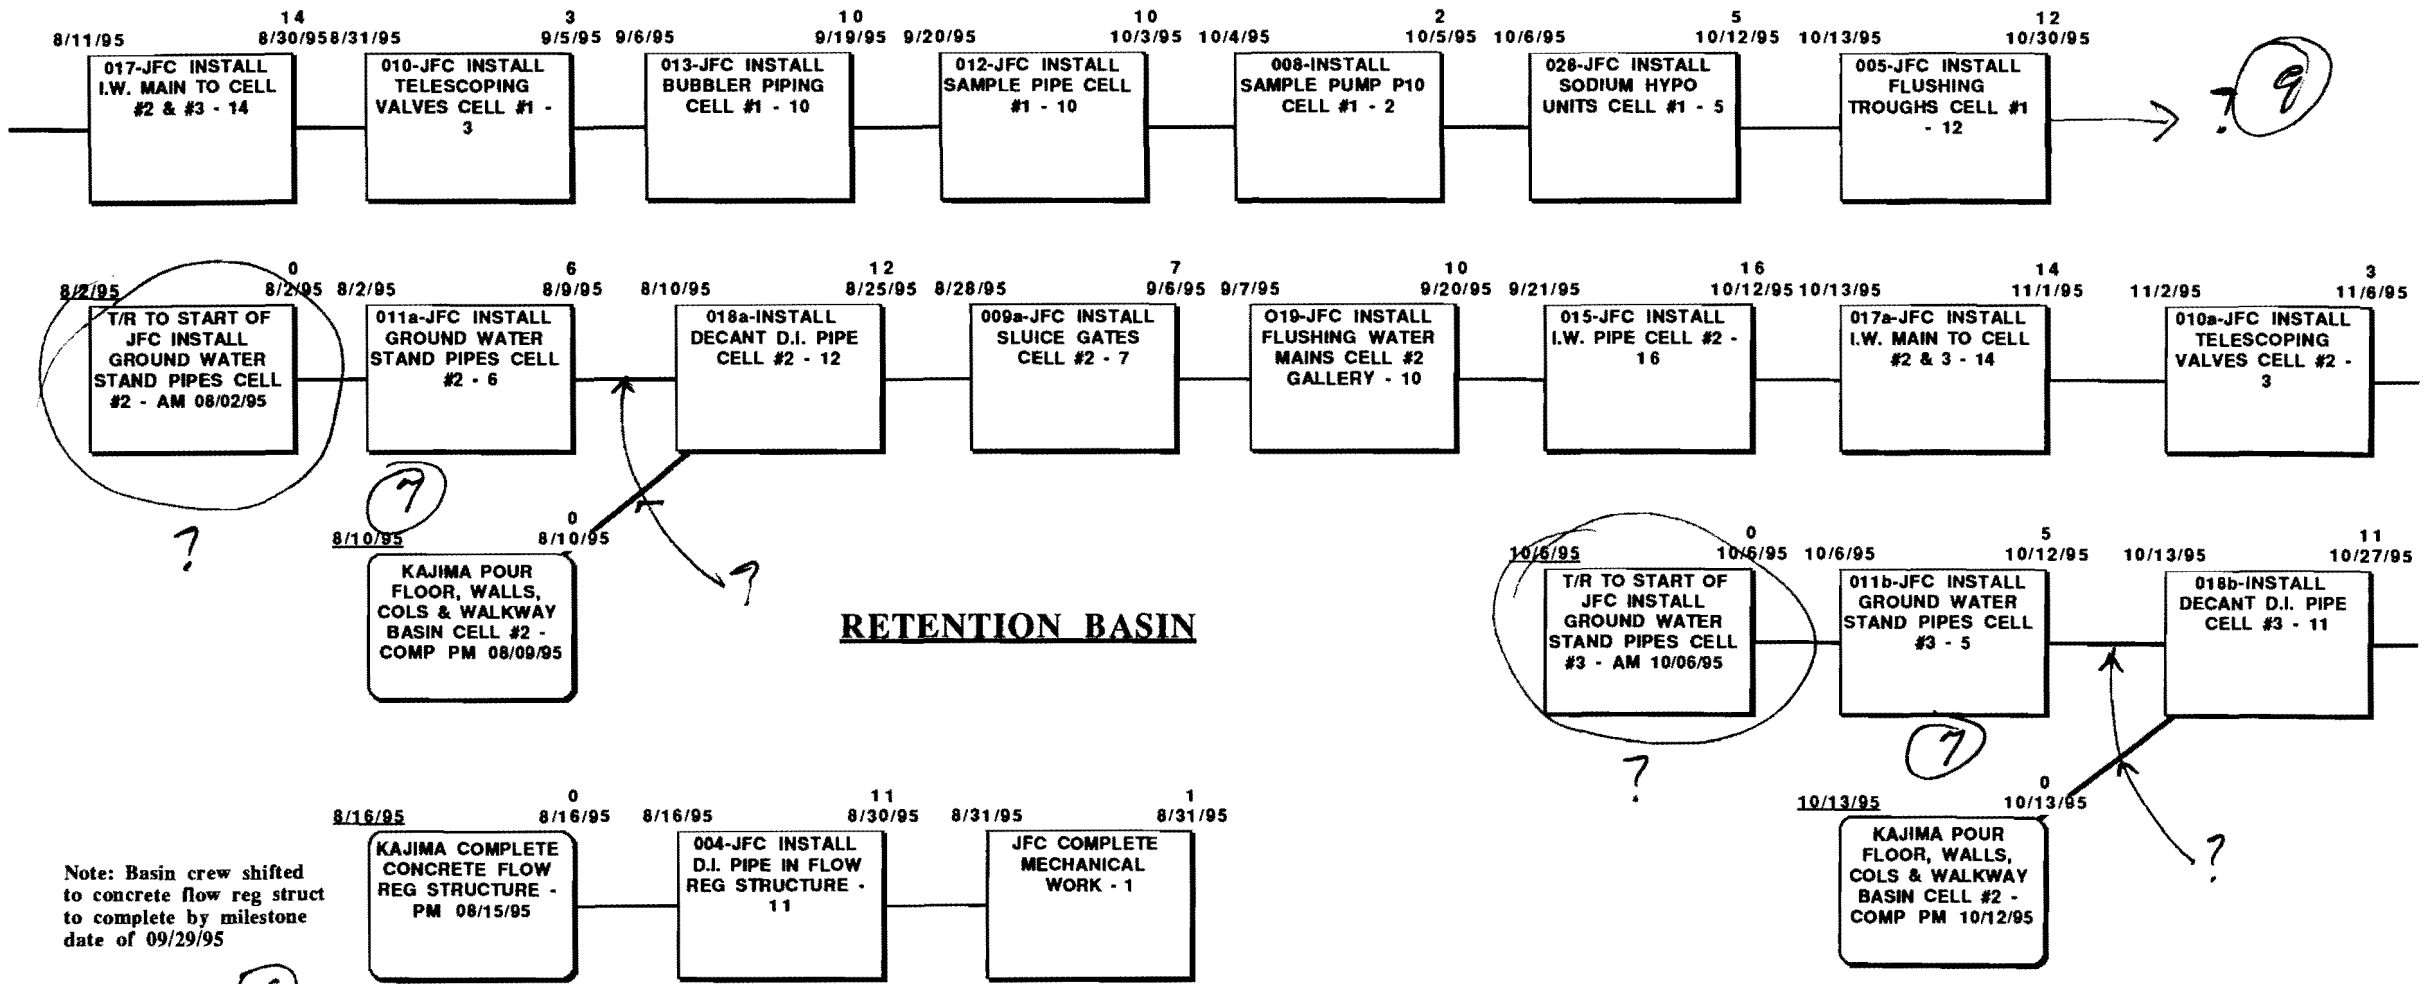 14
8/11/95 8/30/95
017-JFC INSTALL
I.W. MAIN TO CELL
#2 & #3 - 14
3
8/31/95 9/5/95
010-JFC INSTALL
TELESCOPING
VALVES CELL #1 -
3
10
9/6/95 9/19/95
013-JFC INSTALL
BUBBLER PIPING
CELL #1 - 10
10
9/20/95 10/3/95
012-JFC INSTALL
SAMPLE PIPE CELL
#1 - 10
2
10/4/95 10/5/95
008-INSTALL
SAMPLE PUMP P10
CELL #1 - 2
5
10/6/95 10/12/95
028-JFC INSTALL
SODIUM HYPO
UNITS CELL #1 - 5
12
10/13/95 10/30/95
005-JFC INSTALL
FLUSHING
TROUGHS CELL #1
- 12
? 9
0
8/2/95 8/2/95
T/R TO START OF
JFC INSTALL
GROUND WATER
STAND PIPES CELL
#2 - AM 08/02/95
?
6
8/2/95 8/9/95
011a-JFC INSTALL
GROUND WATER
STAND PIPES CELL
#2 - 6
7
12
8/10/95 8/25/95
018a-INSTALL
DECANT D.I. PIPE
CELL #2 - 12
7
8/28/95 9/6/95
009a-JFC INSTALL
SLUICE GATES
CELL #2 - 7
10
9/7/95 9/20/95
O19-JFC INSTALL
FLUSHING WATER
MAINS CELL #2
GALLERY - 10
16
9/21/95 10/12/95
015-JFC INSTALL
I.W. PIPE CELL #2 -
16
14
10/13/95 11/1/95
017a-JFC INSTALL
I.W. MAIN TO CELL
#2 & 3 - 14
3
11/2/95 11/6/95
010a-JFC INSTALL
TELESCOPING
VALVES CELL #2 -
3
0
8/10/95 8/10/95
KAJIMA POUR
FLOOR, WALLS,
COLS & WALKWAY
BASIN CELL #2 -
COMP PM 08/09/95
?
RETENTION BASIN
0
10/6/95 10/6/95
T/R TO START OF
JFC INSTALL
GROUND WATER
STAND PIPES CELL
#3 - AM 10/06/95
?
5
10/6/95 10/12/95
011b-JFC INSTALL
GROUND WATER
STAND PIPES CELL
#3 - 5
7
11
10/13/95 10/27/95
018b-INSTALL
DECANT D.I. PIPE
CELL #3 - 11
0
10/13/95 10/13/95
KAJIMA POUR
FLOOR, WALLS,
COLS & WALKWAY
BASIN CELL #2 -
COMP PM 10/12/95
?
Note: Basin crew shifted
to concrete flow reg struct
to complete by milestone
date of 09/29/95
0
8/16/95 8/16/95
KAJIMA COMPLETE
CONCRETE FLOW
REG STRUCTURE -
PM 08/15/95
11
8/16/95 8/30/95
004-JFC INSTALL
D.I. PIPE IN FLOW
REG STRUCTURE -
11
1
8/31/95 8/31/95
JFC COMPLETE
MECHANICAL
WORK - 1